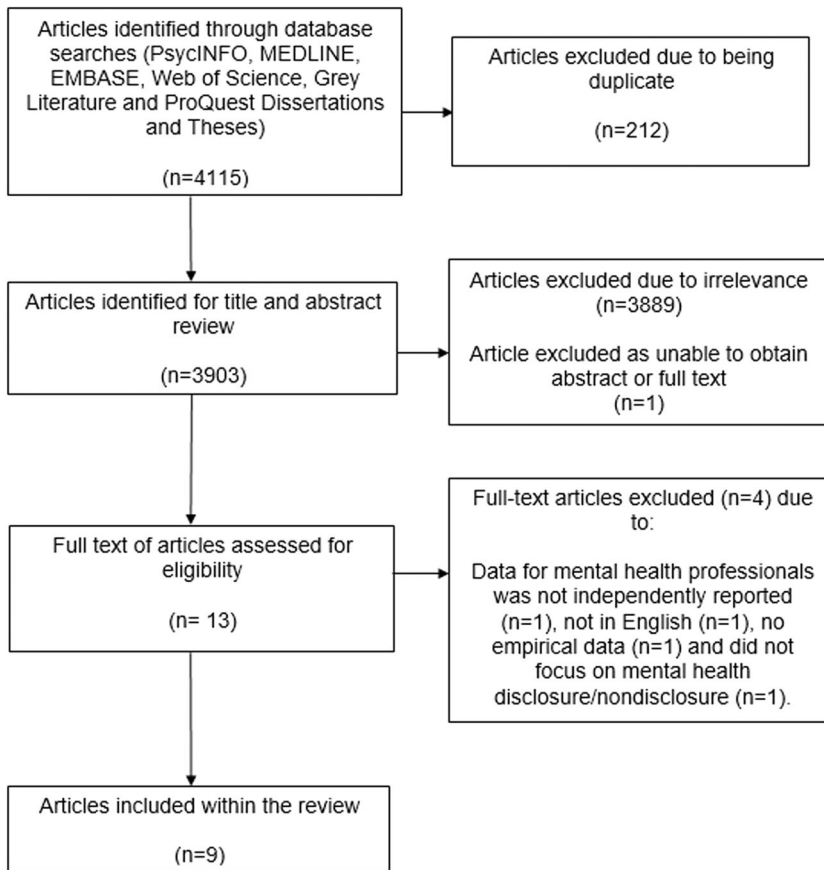 Articles identified through database
searches (PsycINFO, MEDLINE,
EMBASE, Web of Science, Grey
Literature and ProQuest Dissertations
and Theses)
(n=4115)
Articles excluded due to being
duplicate
(n=212)
Articles identified for title and abstract
review
(n=3903)
Articles excluded due to irrelevance
(n=3889)
Article excluded as unable to obtain
abstract or full text
(n=1)
Full text of articles assessed for
eligibility
(n= 13)
Full-text articles excluded (n=4) due
to:
Data for mental health professionals
was not independently reported
(n=1), not in English (n=1), no
empirical data (n=1) and did not
focus on mental health
disclosure/nondisclosure (n=1).
Articles included within the review
(n=9)